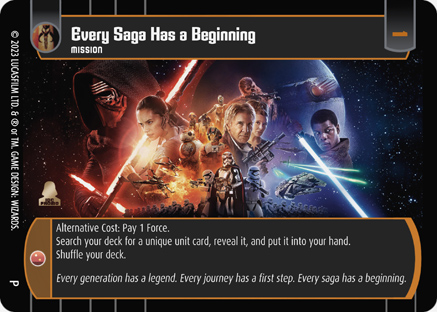 Every Saga Has a Beginning
MISSION
1
© 2023 LUCASFILM LTD. & ® or TM. GAME DESIGN: WIZARDS.
P
Alternative Cost: Pay 1 Force.
Search your deck for a unique unit card, reveal it, and put it into your hand.
Shuffle your deck.
Every generation has a legend. Every journey has a first step. Every saga has a beginning.